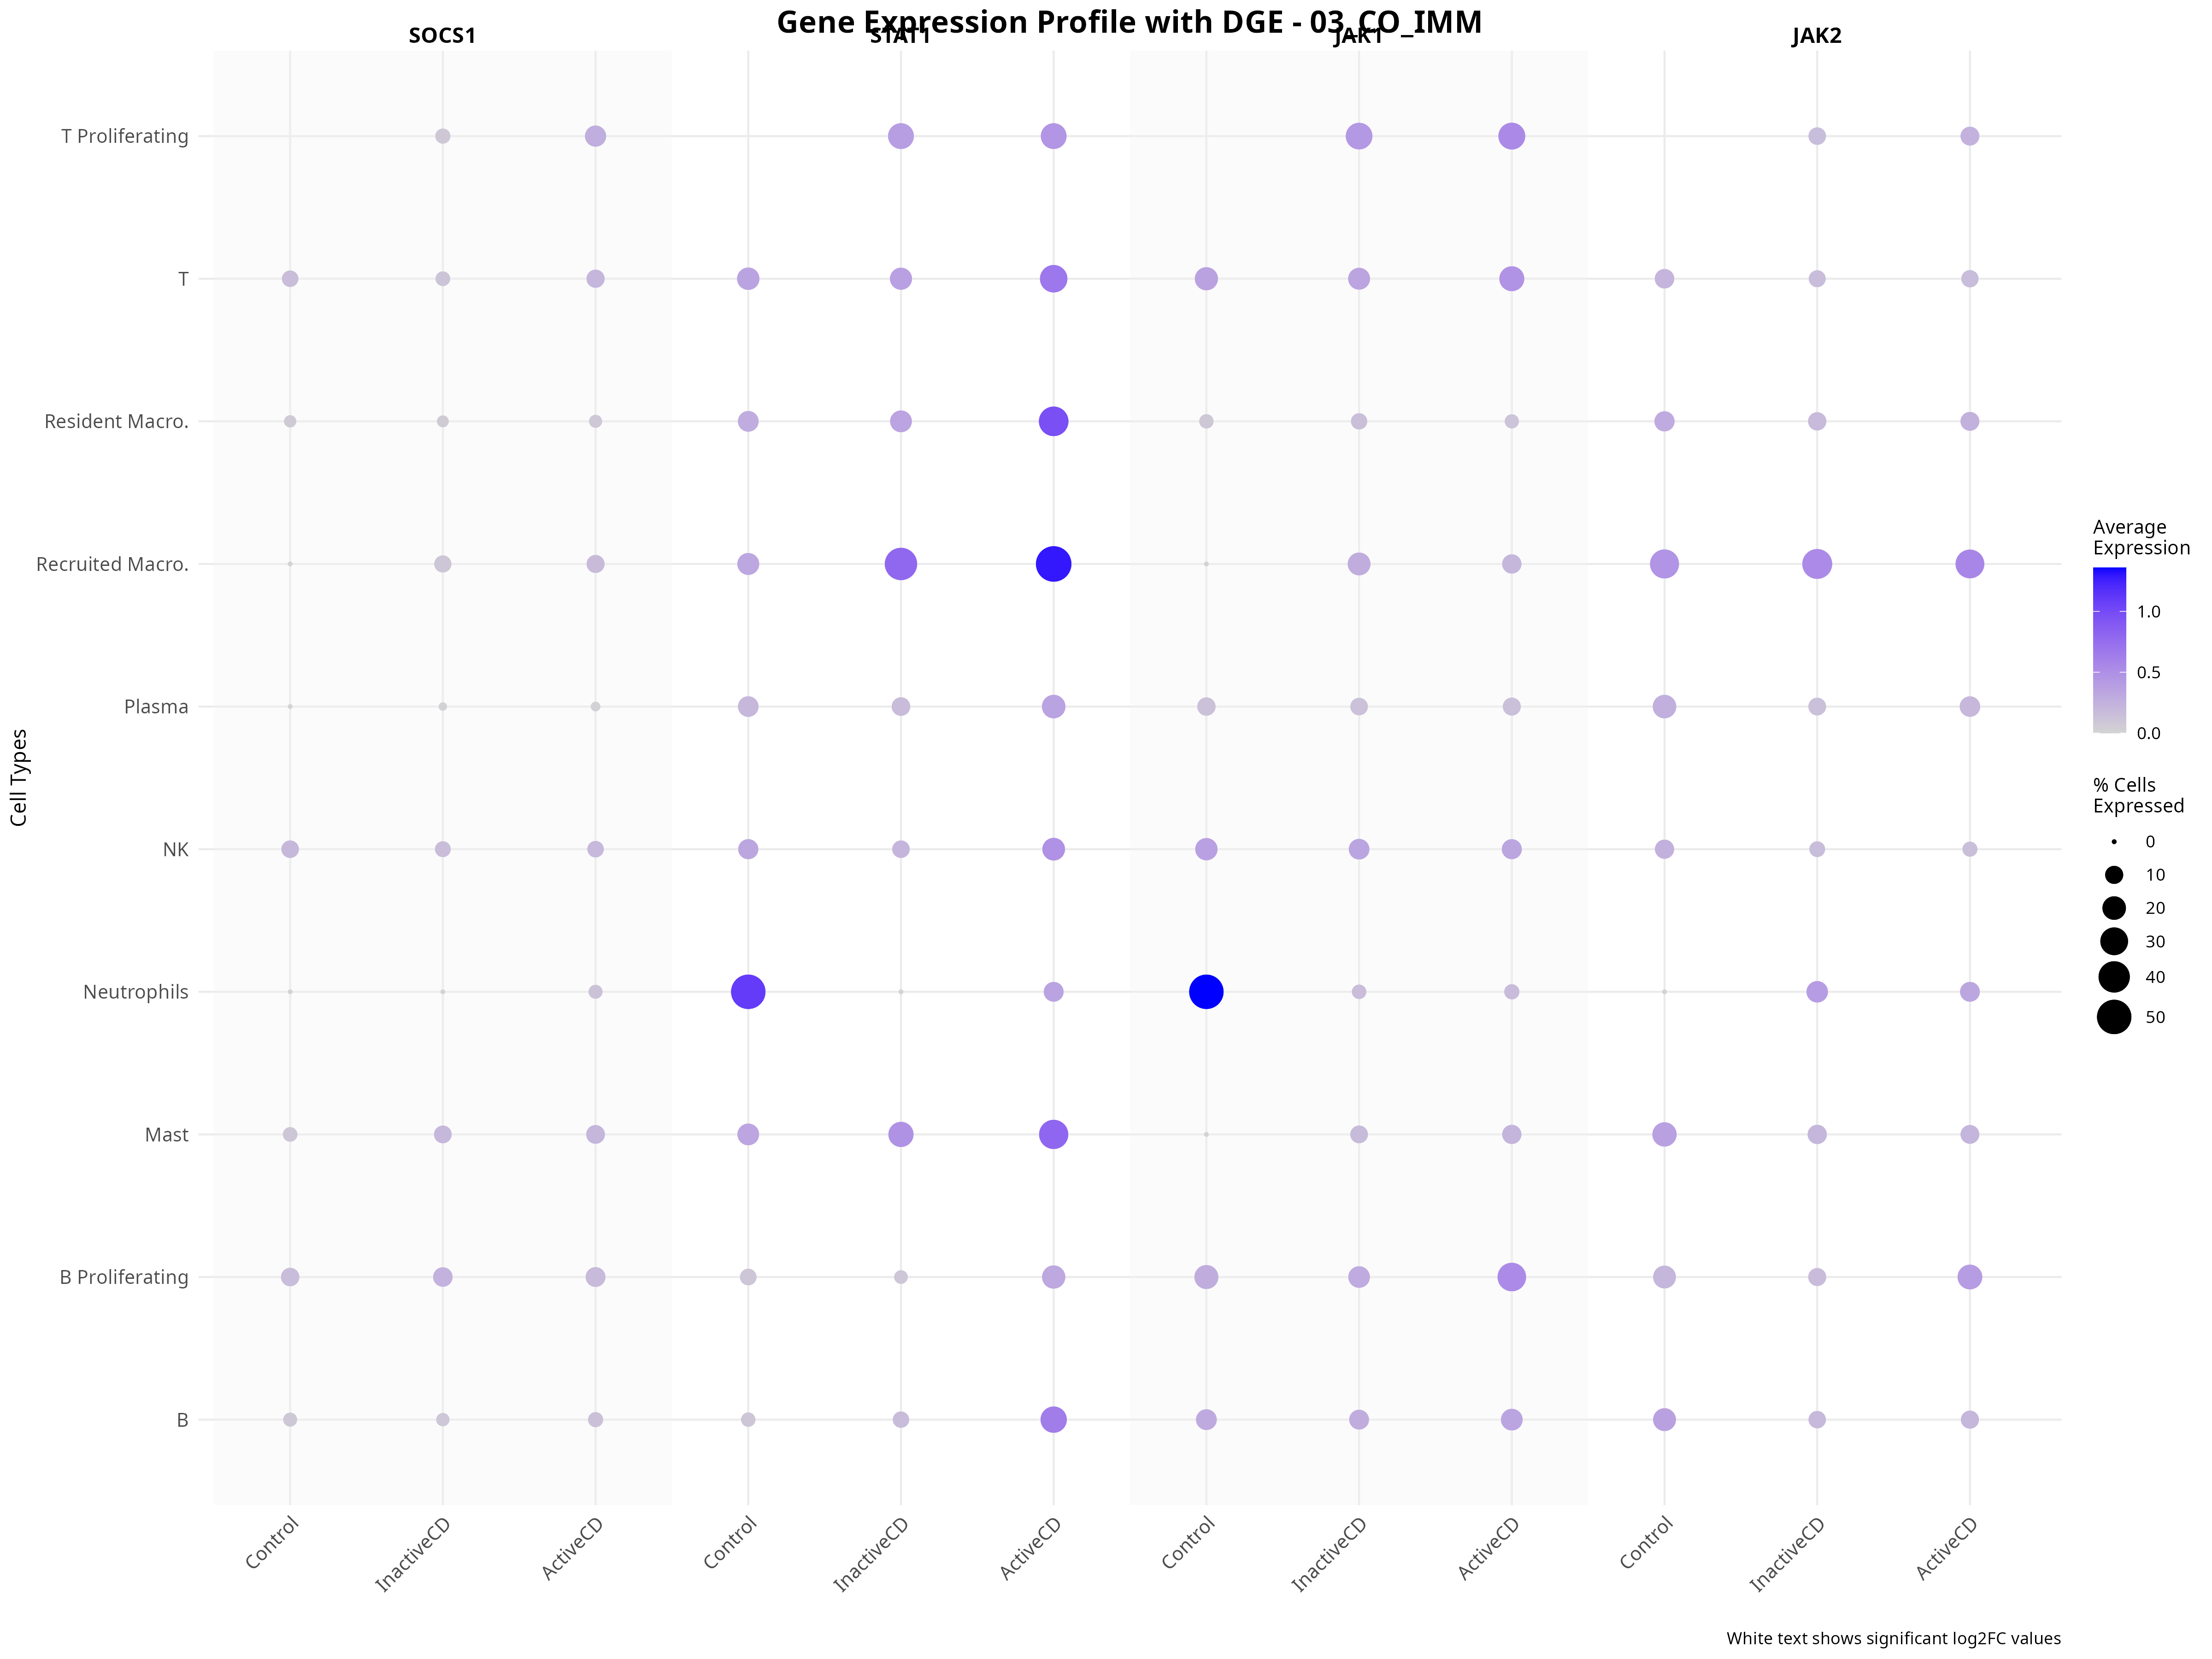 Gene Expression Profile with DGE - 03_CO_IMM
SOCS1
STAT1
JAK1
JAK2
T Proliferating
T
Resident Macro.
Recruited Macro.
Plasma
NK
Neutrophils
Mast
B Proliferating
B
Cell Types
Control
InactiveCD
ActiveCD
Control
InactiveCD
ActiveCD
Control
InactiveCD
ActiveCD
Control
InactiveCD
ActiveCD
Average
Expression
1.0
0.5
0.0
% Cells
Expressed
0
10
20
30
40
50
White text shows significant log2FC values